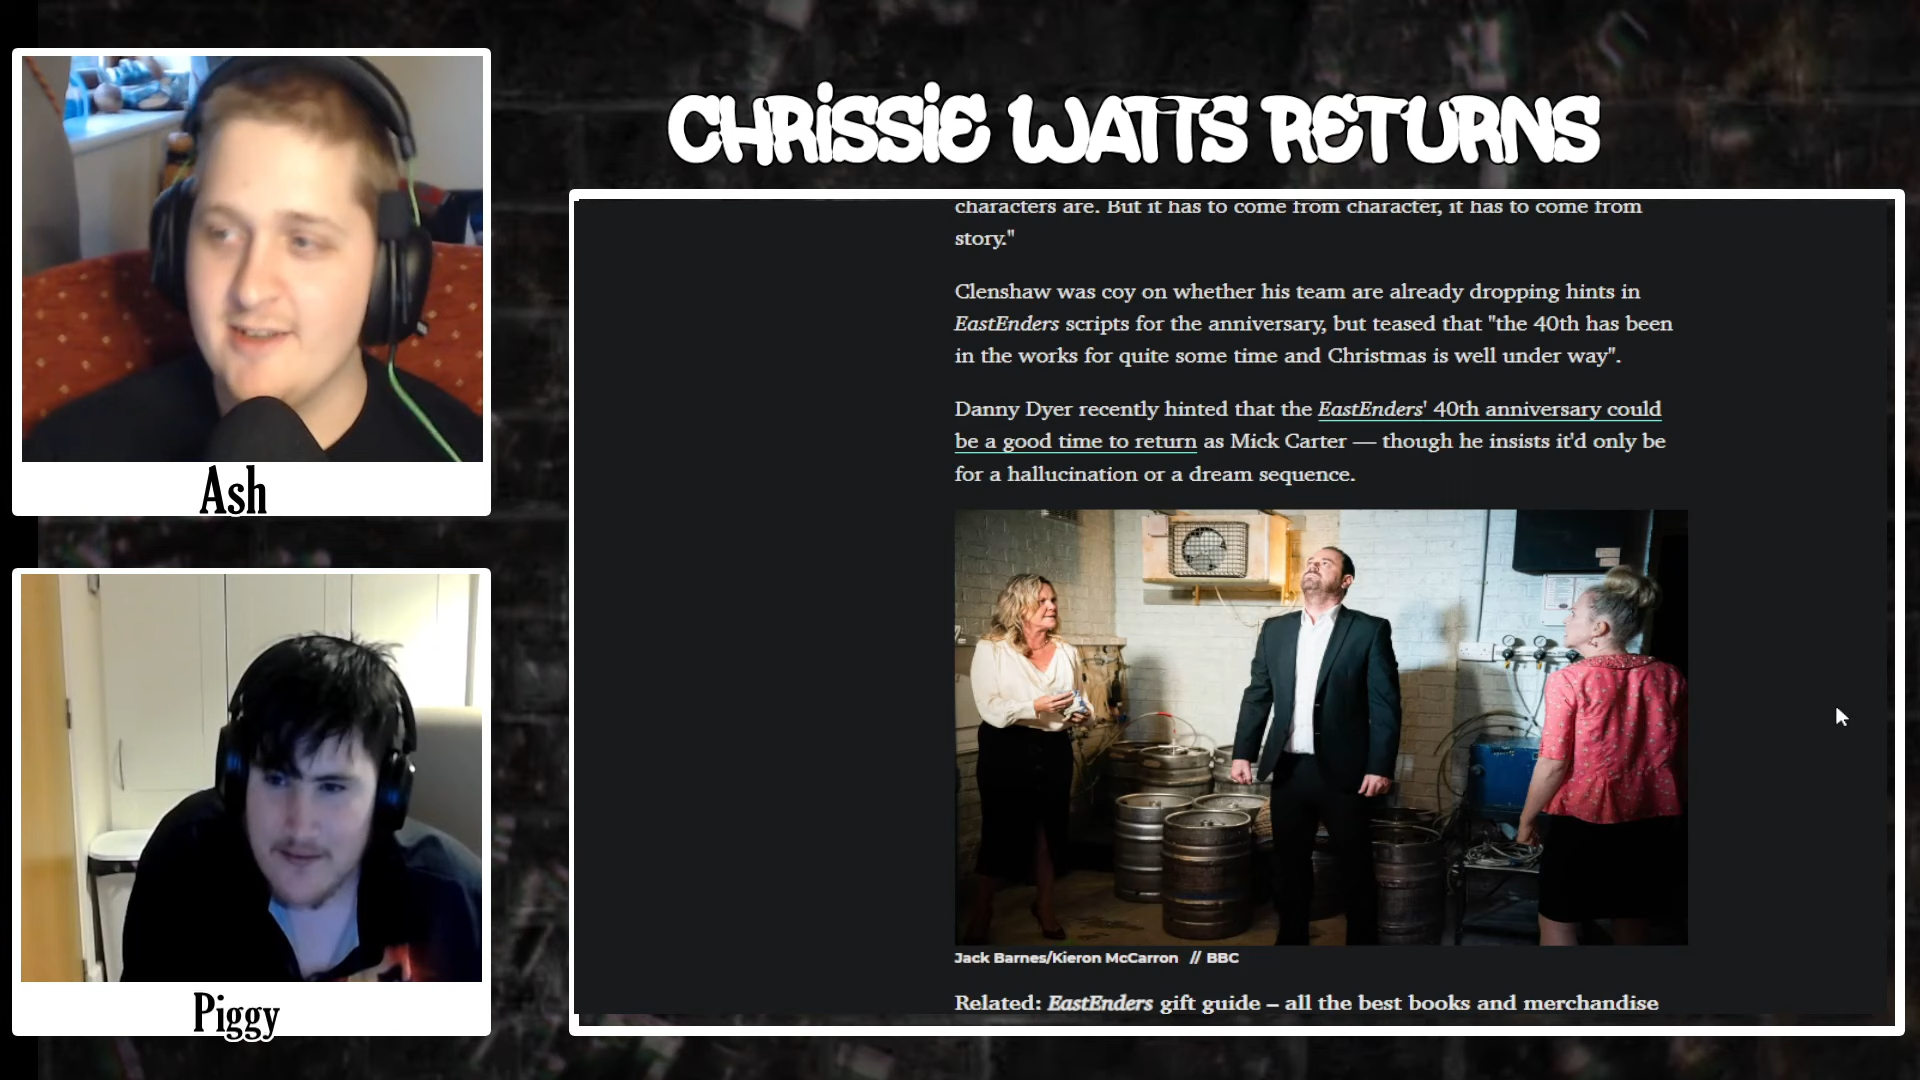 CHRISSIE WATTS RETURNS
characters are. But it has to come from character, it has to come from
story."
Clenshaw was coy on whether his team are already dropping hints in
EastEnders scripts for the anniversary, but teased that "the 40th has been
in the works for quite some time and Christmas is well under way".
Danny Dyer recently hinted that the EastEnders' 40th anniversary could
be a good time to return as Mick Carter — though he insists it'd only be
for a hallucination or a dream sequence.
Jack Barnes/Kieron McCarron // BBC
Related: EastEnders gift guide – all the best books and merchandise
Ash
Piggy